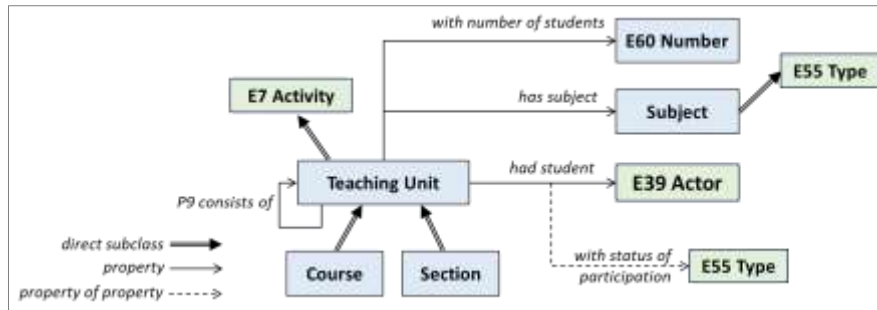 with number of students
E60 Number
E55 Type
E7 Activity
has subject
Subject
Teaching Unit
had student
E39 Actor
P9 consists of
direct subclass
property
property of property
Course
Section
with status of
participation
E55 Type